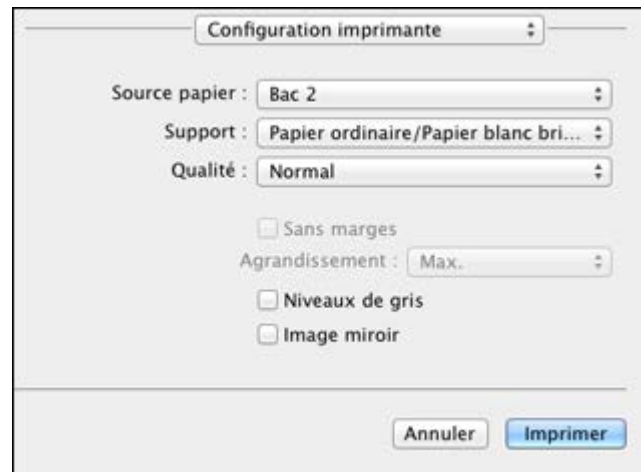 Configuration imprimante
Source papier : Bac 2
Support : Papier ordinaire/Papier blanc bri...
Qualité : Normal
Sans marges
Agrandissement : Max.
Niveaux de gris
Image miroir
Annuler Imprimer